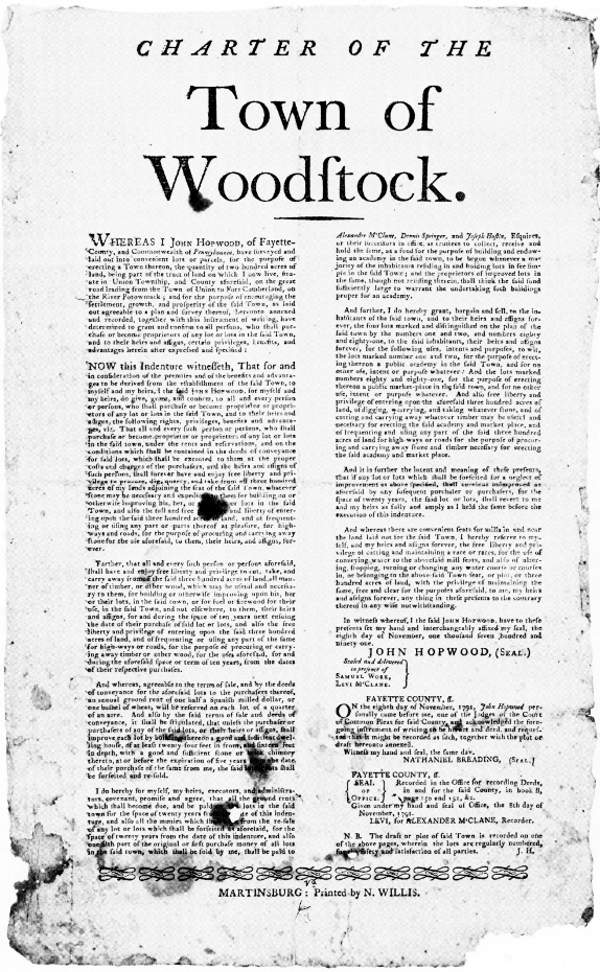 CHARTER OF THE
Town of
Woodſtock.
WHEREAS I JOHN HOPWOOD, of Fayette-
County, and Commonwealth of Pennſylvania, have ſurveyed and
laid out into convenient lots or parcels, for the purpoſe of
erecting a Town thereon, the quantity of two hundred acres of
land, being part of the tract of land on which I now live, ſitu-
ate in Union Townſhip, and County aforeſaid, on the great
road leading from the Town of Union to Fort Cumberland, on
the River Patowmack; and for the purpoſe of encouraging the
ſettlement, growth, and proſperity of the ſaid Town, as laid
out agreeable to a plan and ſurvey thereof, hereunto annexed
and recorded, together with this inſtrument of writing, have
determined to grant and confirm to all perſons, who ſhall pur-
chaſe or become proprietors of any lot or lots in the ſaid Town,
and to their heirs and aſſigns, certain privileges, benefits, and
advantages herein after expreſſed and ſpecified:
NOW this Indenture witneſſeth, That for and
in conſideration of the premiſes and of the benefits and advanta-
ges to be derived from the eſtabliſhment of the ſaid Town, to
myſelf and my heirs, I the ſaid JOHN HOPWOOD, for myſelf and
my heirs, do give, grant, and confirm, to all and every perſon
or perſons, who ſhall purchaſe or become proprietor or propri-
etors of any lot or lots in the ſaid Town, and to their heirs and
aſſigns, the following rights, privileges, benefits and advanta-
ges, viz. That all and every ſuch perſon or perſons, who ſhall
purchaſe or become proprietor or proprietors of any lot or lots
in the ſaid town, under the rents and reſervations, and on the
conditions which ſhall be contained in the deeds of conveyance
for ſaid lots, which ſhall be executed to them at the proper
coſts and charges of the purchaſers, and the heirs and aſſigns of
ſuch perſons, ſhall forever have and enjoy free liberty and pri-
vilege to procure, dig, quarry, and take from off three hundred
acres of my lands adjoining the ſcat of the ſaid Town, whatever
ſtone may be neceſſary and expedient for them for building on or
otherwiſe improving his, her, or their lot or lots in the ſaid
Town, and alſo the full and free and liberty of enter-
ing upon the ſaid three hundred acres of land, and of frequent-
ing or uſing any part or parts thereof at pleaſure, for high-
ways and roads, for the purpoſe of procuring and carrying away
ſtone for the uſe aforeſaid, to them, their heirs, and aſſigns, for-
ever.
Farther, that all and every ſuch perſon or perſons aforeſaid,
ſhall have and enjoy free liberty and privilege to cut, take, and
carry away from off the ſaid three hundred acres of land, all man-
ner of timber, or other wood, which may be uſeful and neceſſa-
ry to them, for building or otherwiſe improving upon his, her
or their lots, in the ſaid town, or for fuel or firewood for their
uſe, in the ſaid Town, and not elſewhere, to them, their heirs
and aſſigns, for and during the ſpace of ten years next enſuing
the date of their purchaſe of ſaid lot or lots, and alſo the free
liberty and privilege of entering upon the ſaid three hundred
acres of land, and of frequenting or uſing any part of the ſame
for high-ways or roads, for the purpoſe of procuring or carry-
ing away timber or other wood, for the uſes aforeſaid, for and
during the aforeſaid ſpace or term of ten years, from the dates
of their reſpective purchaſes.
And whereas, agreeable to the terms of ſale, and by the deeds
of conveyance for the aforeſaid lots to the purchaſers thereof,
an annual ground rent of one half a Spaniſh milled dollar, or
one buſhel of wheat, will be reſerved on each lot of a quarter
of an acre. And alſo by the ſaid terms of ſale and deeds of
conveyance, it ſhall be ſtipulated, that unleſs the purchaſer or
purchaſers of any of the ſaid lots, or their heirs or aſſigns, ſhall
improve each lot by building thereon a good and ſufficient dwel-
ling houſe, of at leaſt twenty four feet in front, and ſixteen feet
in depth, with a good and ſufficient ſtone or chimney
thereto, at or before the expiration of five years the date,
of their purchaſe of the ſame from me, the ſaid ſhall
be forfeited and re-ſold.
I do hereby for myſelf, my heirs, executors, and adminiſtra-
tors, covenant, promiſe and agree, that all the ground rents
which ſhall become due, and be in the ſaid
town for the ſpace of twenty years from date of this Inden-
ture, and alſo all the monies which from the re-ſale
of any lot or lots which ſhall be forfeited as aforeſaid, for the
ſpace of twenty years from the date of this indenture, and alſo
one ſixth part of the original or firſt purchaſe money of all lots
in the ſaid town, which ſhall be ſold by me, ſhall be paid to
Alexander M'Clane, Dennis Springer, and Joſeph Huſton, Eſquires,
or their ſucceſſors in office, as truſtees to collect, receive and
hold the ſame, as a fund for the purpoſe of building and endow-
ing an academy in the ſaid town, to be begun whenever a ma-
jority of the inhabitants reſiding in and holding lots in fee ſim-
ple in the ſaid Town; and the proprietors of improved lots in
the ſame, though not reſiding therein, ſhall think the ſaid fund
ſufficiently large to warrant the undertaking ſuch buildings
proper for an academy.
And further, I do hereby grant, bargain and ſell, to the in-
habitants of the ſaid town, and to their heirs and aſſigns for-
ever, the four lots marked and diſtinguiſhed on the plan of the
ſaid town by the numbers one and two, and numbers eighty
and eighty-one, to the ſaid inhabitants, their heirs and aſſigns
forever, for the following uſes, intents and purpoſes, to wit,
the lots marked number one and two, for the purpoſe of erect-
ing thereon a public academy in the ſaid Town, and for no
other uſe, intent or purpoſe whatever: And the lots marked
numbers eighty and eighty-one, for the purpoſe of erecting
thereon a public market-place in the ſaid town, and for no other
uſe, intent or purpoſe whatever. And alſo free liberty and
privilege of entering upon the aforeſaid three hundred acres of
land, of digging, quarrying, and taking whatever ſtone, and of
cutting and carrying away whatever timber may be uſeful and
neceſſary for erecting the ſaid academy and market place, and
of frequenting and uſing any part of the ſaid three hundred
acres of land for high-ways or roads for the purpoſe of procur-
ing and carrying away ſtone and timber neceſſary for erecting
the ſaid academy and market place.
And it is further the intent and meaning of theſe preſents,
that if any lot or lots which ſhall be forfeited for a neglect of
improvement as above ſpecified, ſhall continue unimproved as
aforeſaid by any ſubſequent purchaſer or purchaſers, for the
ſpace of twenty years, the ſaid lot or lots, ſhall revert to me
and my heirs as fully and amply as I held the ſame before the
execution of this indenture.
And whereas there are convenient ſeats for mills in and near
the land laid out for the ſaid Town, I hereby reſerve to my-
ſelf, and my heirs and aſſigns forever, the free liberty and pri-
vilege of cutting and maintaining a race or races, for the uſe of
conveying water to the aboveſaid mill ſeats, and alſo of alter-
ing, ſtopping, turning or changing any water courſe or courſes
in, or belonging to the above ſaid Town ſeat, or plot, or three
hundred acres of land, with the privilege of maintaining the
ſame, free and clear for the purpoſes aforeſaid, to me, my heirs
and aſſigns forever, any thing in theſe preſents to the contrary
thereof in any wiſe notwithſtanding.
In witneſs whereof, I the ſaid John Hopwood, have to theſe
preſents ſet my hand and interchangeably affixed my ſeal, the
eighth day of November, one thouſand ſeven hundred and
ninety-one.
JOHN HOPWOOD, (SEAL.)
Sealed and delivered
in preſence of
SAMUEL WORK,
LEVI M'CLANE.
FAYETTE COUNTY, ſſ.
ON the eighth day of November, 1791, John Hopwood per-
ſonally came before me, one of the Judges of the Court
of Common Pleas for ſaid County, and acknowledged the fore-
going inſtrument of writing to be his act and deed, and requeſ-
ted that it might be recorded as ſuch, together with the plot or
draft hereunto annexed.
Witneſs my hand and ſeal, the ſame day.
NATHANIEL BREADING, (SEAL.)
FAYETTE COUNTY, ſſ.
SEAL OF OFFICE.
Recorded in the Office for recording Deeds,
in and for the ſaid County, in book B,
page 150 and 151, &c.
Given under my hand and ſeal of Office, the 8th day of
November, 1791.
LEVI, for ALEXANDER M'CLANE, Recorder.
N. B. The draft or plot of ſaid Town is recorded on one
of the above pages, wherein the lots are regularly numbered,
for the ſafety and ſatisfaction of all parties. J. H.
MARTINSBURG: Printed by N. WILLIS.